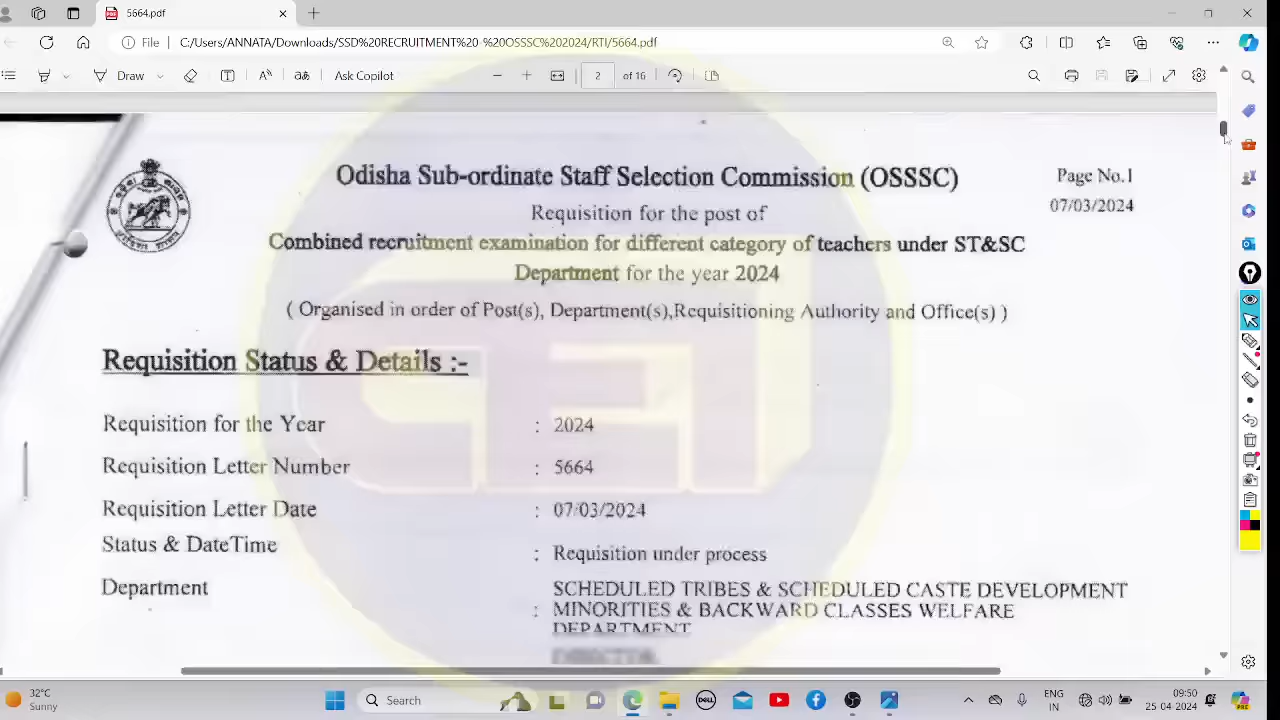 5664.pdf
File C:/Users/ANNATA/Downloads/SSD%20RECRUITMENT%20-%20OSSSC%202024/RTI/5664.pdf
Draw Ask Copilot 2 of 16
Odisha Sub-ordinate Staff Selection Commission (OSSSC) Page No.1
Requisition for the post of 07/03/2024
Combined recruitment examination for different category of teachers under ST&SC
Department for the year 2024
( Organised in order of Post(s), Department(s),Requisitioning Authority and Office(s) )
Requisition Status & Details :-
Requisition for the Year : 2024
Requisition Letter Number : 5664
Requisition Letter Date : 07/03/2024
Status & DateTime : Requisition under process
Department : SCHEDULED TRIBES & SCHEDULED CASTE DEVELOPMENT
MINORITIES & BACKWARD CLASSES WELFARE
DEPARTMENT
DIRECTOR,
CEI
32°C
Sunny
Search
ENG
IN
09:50
25-04-2024